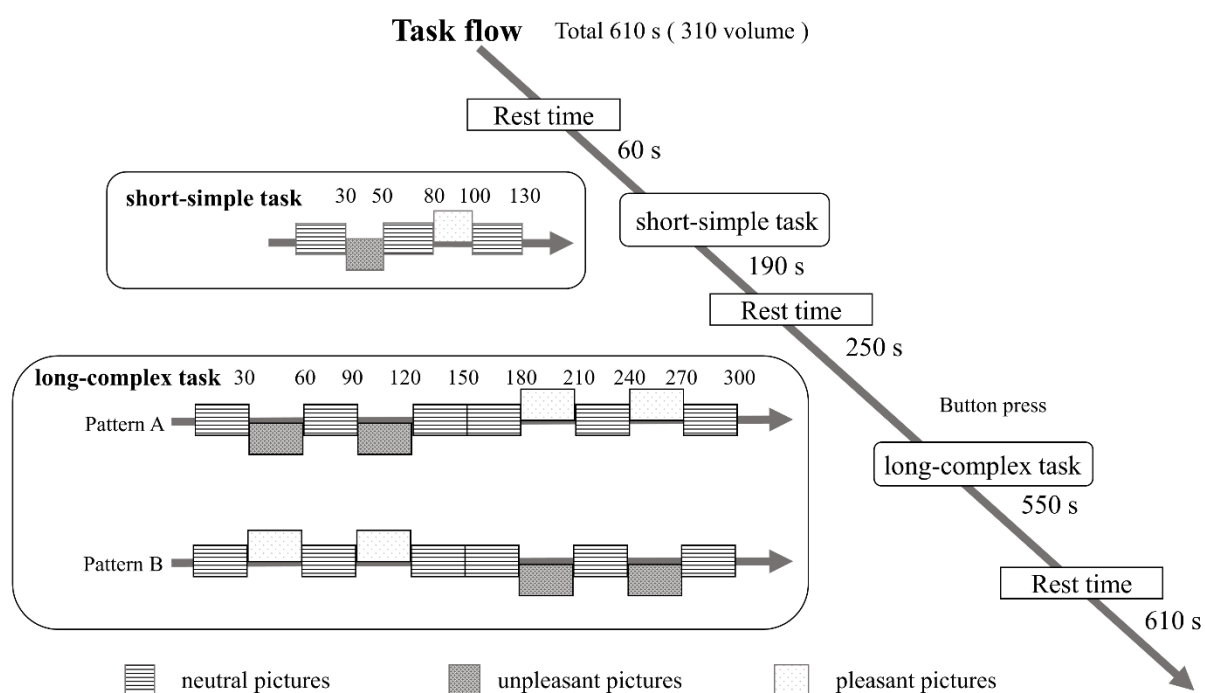 Task flow Total 610 s ( 310 volume )
Rest time
60 s
short-simple task 30 50 80 100 130
short-simple task
190 s
Rest time
250 s
long-complex task 30 60 90 120 150 180 210 240 270 300
Pattern A
Button press
long-complex task
550 s
Pattern B
Rest time
610 s
neutral pictures unpleasant pictures pleasant pictures